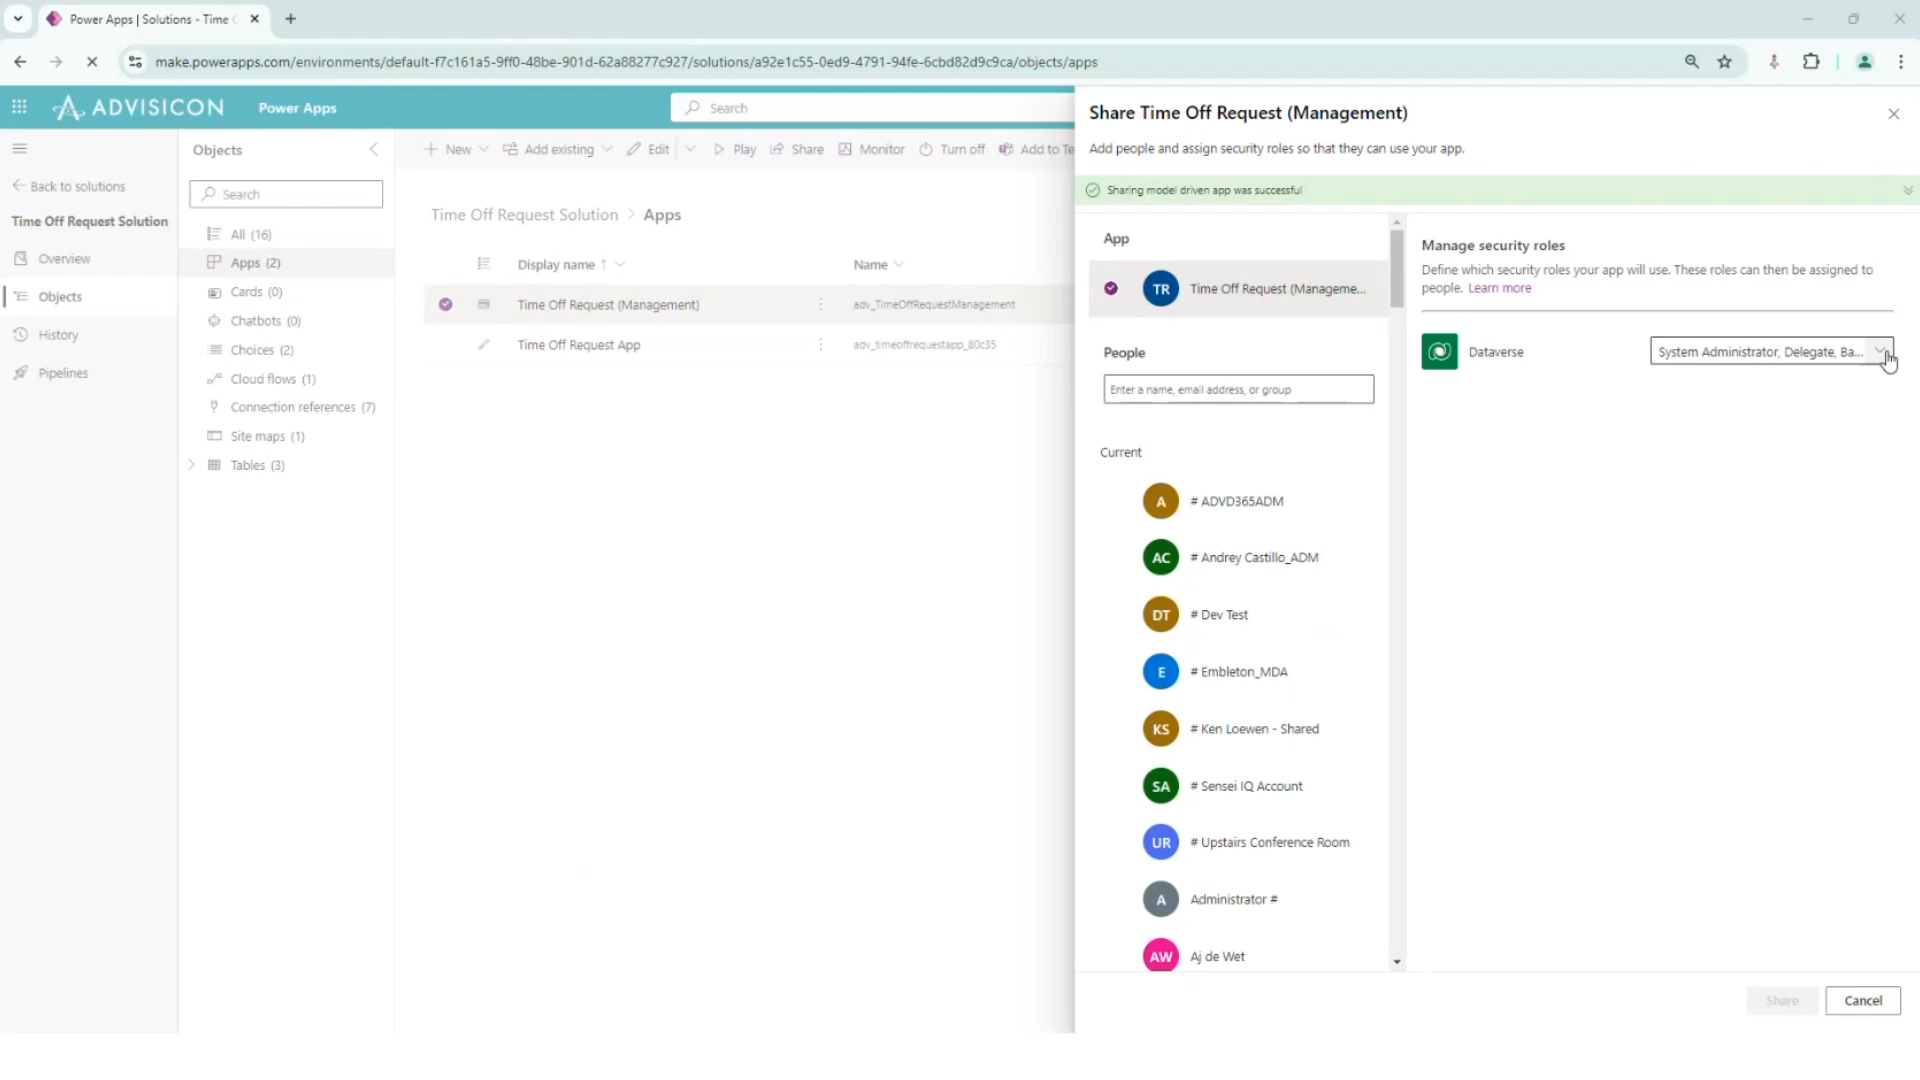 Power Apps | Solutions - Time
make.powerapps.com/environments/default-f7c161a5-9ff0-48be-901d-62a88277c927/solutions/a92e1c55-0ed9-4791-94fe-6cbd82d9c9ca/objects/apps
ADVISICON
Power Apps
Search
Back to solutions
Time Off Request Solution
Overview
Objects
History
Pipelines
Objects
Search
All (16)
Apps (2)
Cards (0)
Chatbots (0)
Choices (2)
Cloud flows (1)
Connection references (7)
Site maps (1)
Tables (3)
New
Add existing
Edit
Play
Share
Monitor
Turn off
Add to Te
Time Off Request Solution > Apps
Display name ↑
Name
Time Off Request (Management)
adv_TimeOffRequestManagement
Time Off Request App
adv_timeoffrequestapp_80c35
Share Time Off Request (Management)
Add people and assign security roles so that they can use your app.
Sharing model driven app was successful
App
TR
Time Off Request (Manageme...
People
Enter a name, email address, or group
Current
A
# ADVD365ADM
AC
# Andrey Castillo_ADM
DT
# Dev Test
E
# Embleton_MDA
KS
# Ken Loewen - Shared
SA
# Sensei IQ Account
UR
# Upstairs Conference Room
A
Administrator #
AW
Aj de Wet
Manage security roles
Define which security roles your app will use. These roles can then be assigned to
people. Learn more
Dataverse
System Administrator, Delegate, Ba...
Share
Cancel